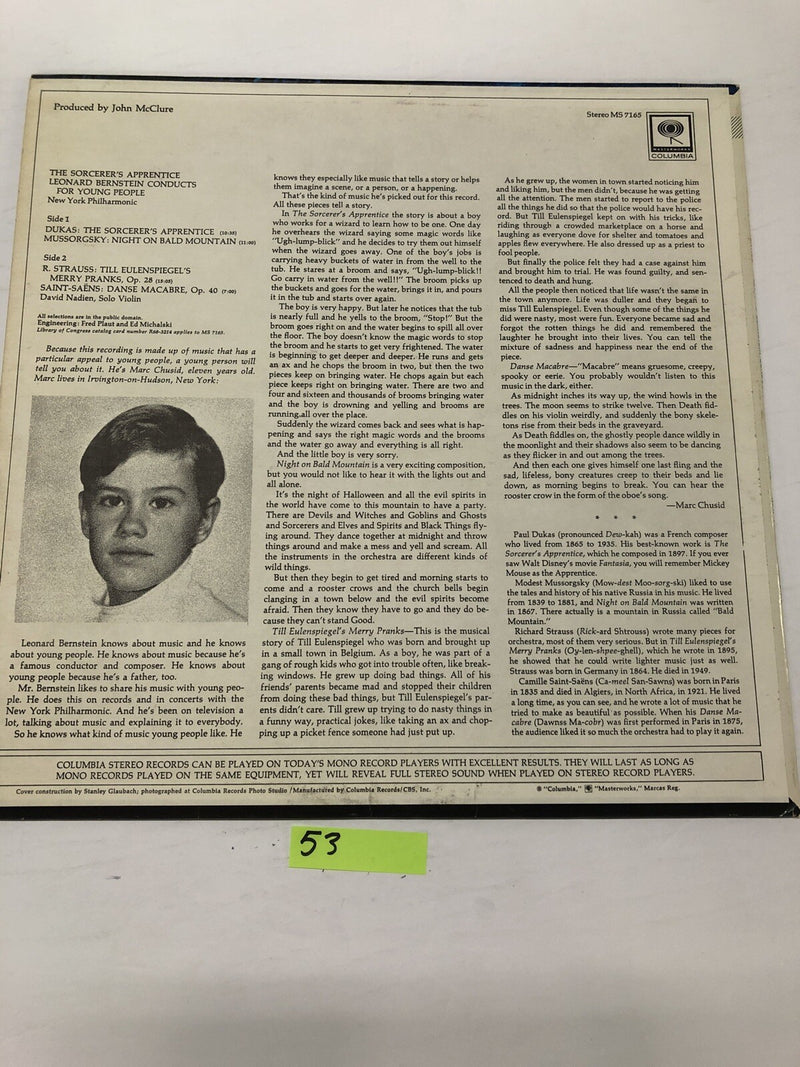 Produced by John McClure
Stereo MS 7165
MASTERWORKS
COLUMBIA
THE SORCERER'S APPRENTICE
LEONARD BERNSTEIN CONDUCTS
FOR YOUNG PEOPLE
New York Philharmonic
Side 1
DUKAS: THE SORCERER'S APPRENTICE (10:38)
MUSSORGSKY: NIGHT ON BALD MOUNTAIN (11:00)
Side 2
R. STRAUSS: TILL EULENSPIEGEL'S
MERRY PRANKS, Op. 28 (15:05)
SAINT-SAËNS: DANSE MACABRE, Op. 40 (7:40)
David Nadien, Solo Violin
All selections are in the public domain.
Engineering: Fred Plaut and Ed Michalski
Library of Congress catalog card number R68-3214 applies to MS 7165.
Because this recording is made up of music that has a
particular appeal to young people, a young person will
tell you about it. He's Marc Chusid, eleven years old.
Marc lives in Irvington-on-Hudson, New York:
Leonard Bernstein knows about music and he knows
about young people. He knows about music because he's
a famous conductor and composer. He knows about
young people because he's a father, too.
Mr. Bernstein likes to share his music with young peo-
ple. He does this on records and in concerts with the
New York Philharmonic. And he's been on television a
lot, talking about music and explaining it to everybody.
So he knows what kind of music young people like. He
knows they especially like music that tells a story or helps
them imagine a scene, or a person, or a happening.
That's the kind of music he's picked out for this record.
All these pieces tell a story.
In The Sorcerer's Apprentice the story is about a boy
who works for a wizard to learn how to be one. One day
he overhears the wizard saying some magic words like
"Ugh-lump-blick" and he decides to try them out himself
when the wizard goes away. One of the boy's jobs is
carrying heavy buckets of water in from the well to the
tub. He stares at a broom and says, "Ugh-lump-blick!!
Go carry in water from the well!!" The broom picks up
the buckets and goes for the water, brings it in, and pours
it in the tub and starts over again.
The boy is very happy. But later he notices that the tub
is nearly full and he yells to the broom, "Stop!" But the
broom goes right on and the water begins to spill all over
the floor. The boy doesn't know the magic words to stop
the broom and he starts to get very frightened. The water
is beginning to get deeper and deeper. He runs and gets
an ax and he chops the broom in two, but then the two
pieces keep on bringing water. He chops again but each
piece keeps right on bringing water. There are two and
four and sixteen and thousands of brooms bringing water
and the boy is drowning and yelling and brooms are
running all over the place.
Suddenly the wizard comes back and sees what is hap-
pening and says the right magic words and the brooms
and the water go away and everything is all right.
And the little boy is very sorry.
Night on Bald Mountain is a very exciting composition,
but you would not like to hear it with the lights out and
all alone.
It's the night of Halloween and all the evil spirits in
the world have come to this mountain to have a party.
There are Devils and Witches and Goblins and Ghosts
and Sorcerers and Elves and Spirits and Black Things fly-
ing around. They dance together at midnight and throw
things around and make a mess and yell and scream. All
the instruments in the orchestra are different kinds of
wild things.
But then they begin to get tired and morning starts to
come and a rooster crows and the church bells begin
clanging in a town below and the evil spirits become
afraid. Then they know they have to go and they do be-
cause they can't stand Good.
Till Eulenspiegel's Merry Pranks—This is the musical
story of Till Eulenspiegel who was born and brought up
in a small town in Belgium. As a boy, he was part of a
gang of rough kids who got into trouble often, like break-
ing windows. He grew up doing bad things. All of his
friends' parents became mad and stopped their children
from doing these bad things, but Till Eulenspiegel's par-
ents didn't care. Till grew up trying to do nasty things in
a funny way, practical jokes, like taking an ax and chop-
ping up a picket fence someone had just put up.
As he grew up, the women in town started noticing him
and liking him, but the men didn't, because he was getting
all the attention. The men started to report to the police
all the things he did so that the police would have his rec-
ord. But Till Eulenspiegel kept on with his tricks, like
riding through a crowded marketplace on a horse and
laughing as everyone dove for shelter and tomatoes and
apples flew everywhere. He also dressed up as a priest to
fool people.
But finally the police felt they had a case against him
and brought him to trial. He was found guilty, and sen-
tenced to death and hung.
All the people then noticed that life wasn't the same in
the town anymore. Life was duller and they began to
miss Till Eulenspiegel. Even though some of the things he
did were nasty, most were fun. Everyone became sad and
forgot the rotten things he did and remembered the
laughter he brought into their lives. You can tell the
mixture of sadness and happiness near the end of the
piece.
Danse Macabre—"Macabre" means gruesome, creepy,
spooky or eerie. You probably wouldn't listen to this
music in the dark, either.
As midnight inches its way up, the wind howls in the
trees. The moon seems to strike twelve. Then Death fid-
dles on his violin weirdly, and suddenly the bony skele-
tons rise from their beds in the graveyard.
As Death fiddles on, the ghostly people dance wildly in
the moonlight and their shadows also seem to be dancing
as they flicker in and out among the trees.
And then each one gives himself one last fling and the
sad, lifeless, bony creatures creep to their beds and lie
down, as morning begins to break. You can hear the
rooster crow in the form of the oboe's song.
—Marc Chusid
* * *
Paul Dukas (pronounced Dew-kah) was a French composer
who lived from 1865 to 1935. His best-known work is The
Sorcerer's Apprentice, which he composed in 1897. If you ever
saw Walt Disney's movie Fantasia, you will remember Mickey
Mouse as the Apprentice.
Modest Mussorgsky (Mow-dest Moo-sorg-ski) liked to use
the tales and history of his native Russia in his music. He lived
from 1839 to 1881, and Night on Bald Mountain was written
in 1867. There actually is a mountain in Russia called "Bald
Mountain."
Richard Strauss (Rick-ard Shtrouss) wrote many pieces for
orchestra, most of them very serious. But in Till Eulenspiegel's
Merry Pranks (Oy-len-shpee-ghell), which he wrote in 1895,
he showed that he could write lighter music just as well.
Strauss was born in Germany in 1864. He died in 1949.
Camille Saint-Saëns (Ca-meel San-Sawns) was born in Paris
in 1835 and died in Algiers, in North Africa, in 1921. He lived
a long time, as you can see, and he wrote a lot of music that he
tried to make as beautiful as possible. When his Danse Ma-
cabre (Dawnss Ma-cobr) was first performed in Paris in 1875,
the audience liked it so much the orchestra had to play it again.
COLUMBIA STEREO RECORDS CAN BE PLAYED ON TODAY'S MONO RECORD PLAYERS WITH EXCELLENT RESULTS. THEY WILL LAST AS LONG AS
MONO RECORDS PLAYED ON THE SAME EQUIPMENT, YET WILL REVEAL FULL STEREO SOUND WHEN PLAYED ON STEREO RECORD PLAYERS.
Cover construction by Stanley Glaubach; photographed at Columbia Records Photo Studio / Manufactured by Columbia Records/CBS, Inc.
® "Columbia," "Masterworks," Marcas Reg.
53